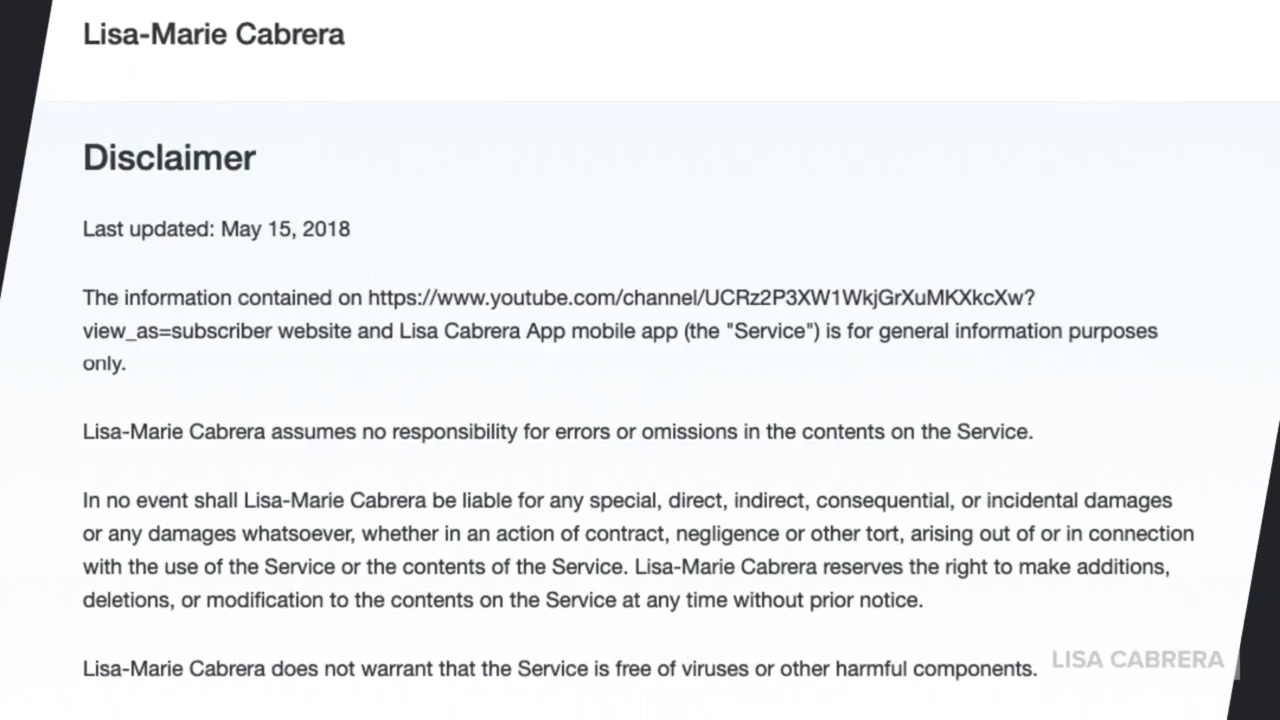 Lisa-Marie Cabrera
Disclaimer
Last updated: May 15, 2018
The information contained on https://www.youtube.com/channel/UCRz2P3XW1WkjGrXuMKXkcXw?
view_as=subscriber website and Lisa Cabrera App mobile app (the "Service") is for general information purposes
only.
Lisa-Marie Cabrera assumes no responsibility for errors or omissions in the contents on the Service.
In no event shall Lisa-Marie Cabrera be liable for any special, direct, indirect, consequential, or incidental damages
or any damages whatsoever, whether in an action of contract, negligence or other tort, arising out of or in connection
with the use of the Service or the contents of the Service. Lisa-Marie Cabrera reserves the right to make additions,
deletions, or modification to the contents on the Service at any time without prior notice.
Lisa-Marie Cabrera does not warrant that the Service is free of viruses or other harmful components.
LISA CABRERA